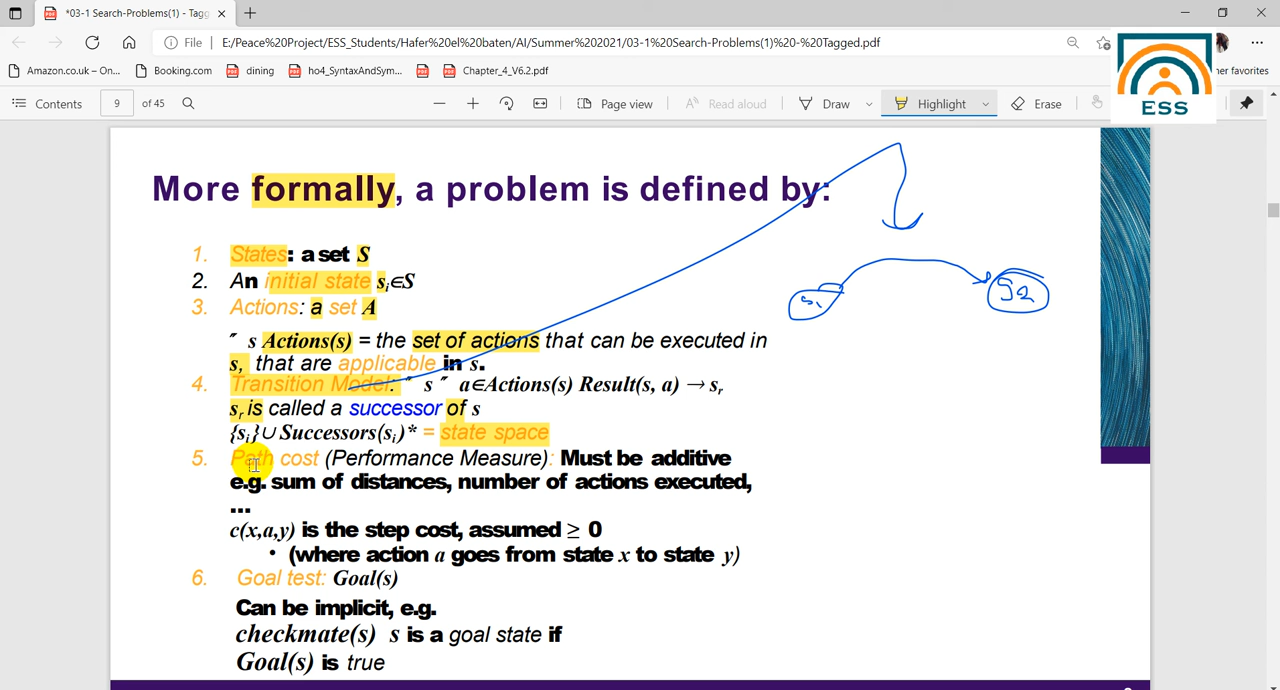 *03-1 Search-Problems(1) - Tagg
File
E:/Peace%20Project/ESS_Students/Hafer%20el%20baten/AI/Summer%202021/03-1%20Search-Problems(1)%20-%20Tagged.pdf
Amazon.co.uk – On...
Booking.com
dining
ho4_SyntaxAndSym...
Chapter_4_V6.2.pdf
her favorites
ESS
Contents
9 of 45
Page view
Read aloud
Draw
Highlight
Erase
More formally, a problem is defined by:
1. States: a set S
2. An initial state sᵢ∈S
3. Actions: a set A
″ s Actions(s) = the set of actions that can be executed in
s, that are applicable in s.
4. Transition Model: ″ s ″ a∈Actions(s) Result(s, a) → sᵣ
sᵣ is called a successor of s
{sᵢ}∪ Successors(sᵢ)* = state space
5. Path cost (Performance Measure): Must be additive
e.g. sum of distances, number of actions executed,
...
c(x,a,y) is the step cost, assumed ≥ 0
• (where action a goes from state x to state y)
6. Goal test: Goal(s)
Can be implicit, e.g.
checkmate(s) s is a goal state if
Goal(s) is true
S1
S2